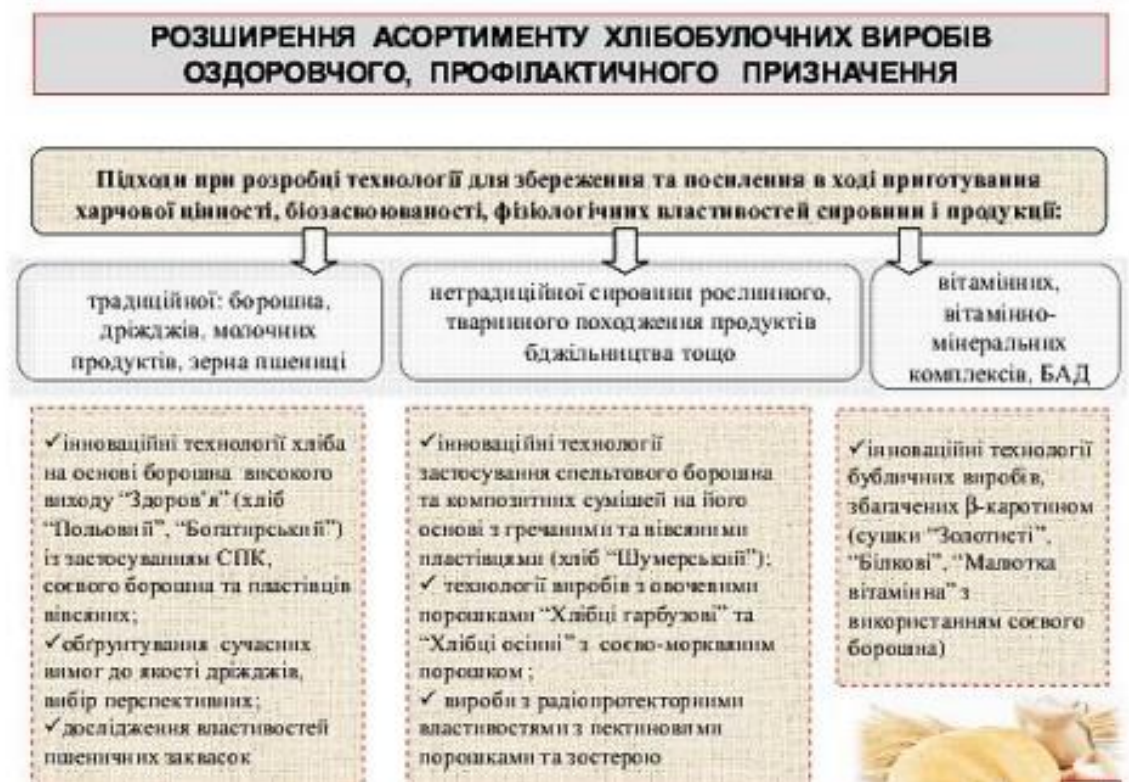 РОЗШИРЕННЯ АСОРТИМЕНТУ ХЛІБОБУЛОЧНИХ ВИРОБІВ
ОЗДОРОВЧОГО, ПРОФІЛАКТИЧНОГО ПРИЗНАЧЕННЯ
Підходи при розробці технології для збереження та посилення в ході приготування
харчової цінності, біозасвоюваності, фізіологічних властивостей сировини і продукції:
традиційної: борошна,
дріжджів, молочних
продуктів, зерна пшениці
нетрадиційної сировини рослинного,
тваринного походження продуктів
бджільництва тощо
вітамінних,
вітамінно-
мінеральних
комплексів, БАД
✓інноваційні технології хліба
на основі борошна високого
виходу "Здоров'я" (хліб
"Польовий", "Богатирський")
із застосуванням СПК,
соєвого борошна та пластівців
вівсяних;
✓обґрунтування сучасних
вимог до якості дріжджів,
вибір перспективних;
✓дослідження властивостей
пшеничних заквасок
✓інноваційні технології
застосування спельтового борошна
та композитних сумішей на його
основі з гречаними та вівсяними
пластівцями (хліб "Шумерський");
✓ технології виробів з овочевими
порошками "Хлібці гарбузові" та
"Хлібці осінні" з соєво-морквяним
порошком;
✓ вироби з радіопротекторними
властивостями з пектиновими
порошками та зостерою
✓інноваційні технології
бубличних виробів,
збагачених β-каротином
(сушки "Золотисті",
"Білкові", "Малютка
вітамінна" з
використанням соєвого
борошна)